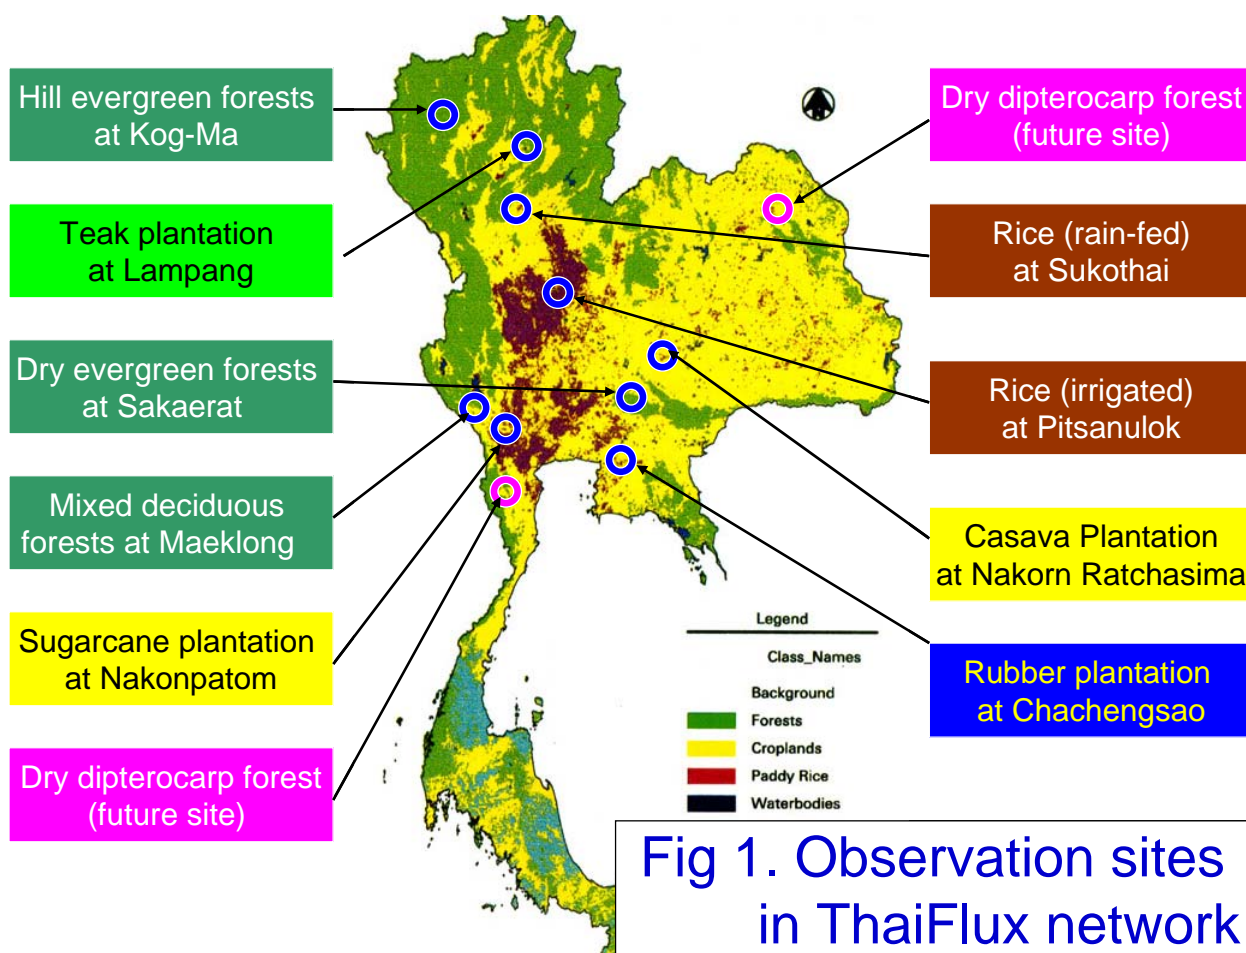 Hill evergreen forests
at Kog-Ma
Teak plantation
at Lampang
Dry evergreen forests
at Sakaerat
Mixed deciduous
forests at Maeklong
Sugarcane plantation
at Nakonpatom
Dry dipterocarp forest
(future site)
Dry dipterocarp forest
(future site)
Rice (rain-fed)
at Sukothai
Rice (irrigated)
at Pitsanulok
Casava Plantation
at Nakorn Ratchasima
Rubber plantation
at Chachengsao
Legend
Class_Names
Background
Forests
Croplands
Paddy Rice
Waterbodies
Fig 1. Observation sites
in ThaiFlux network